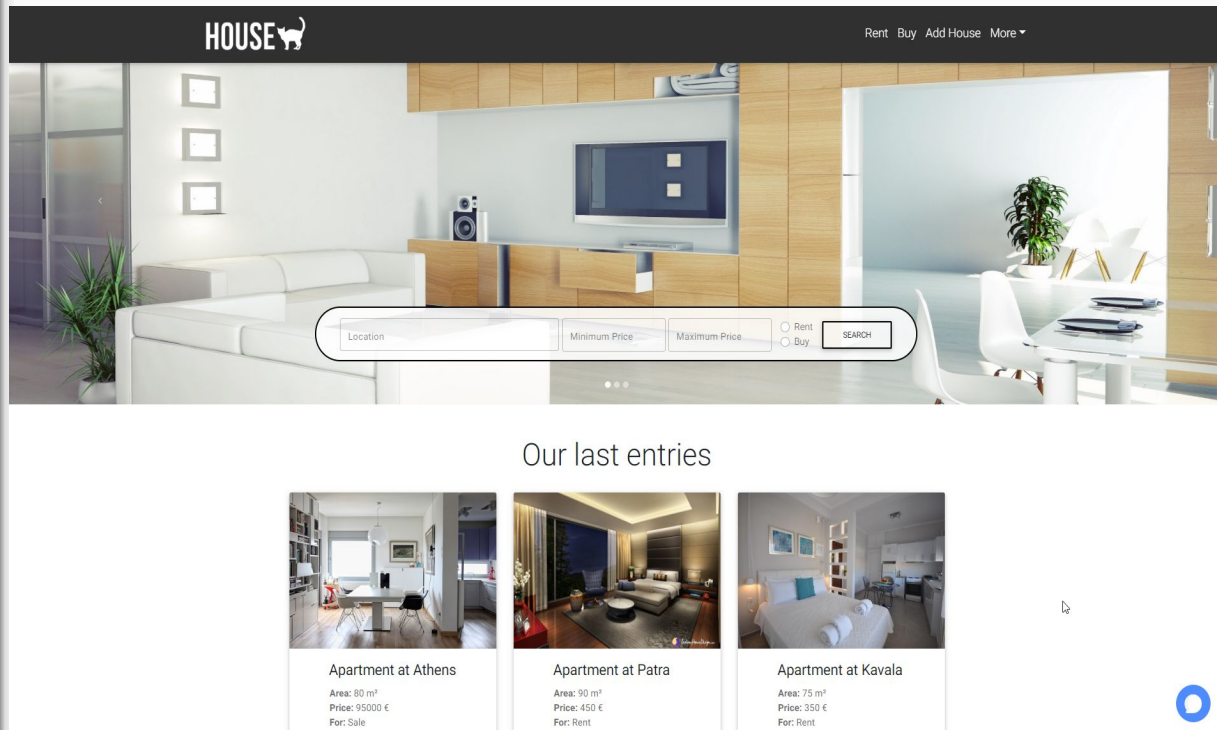 HOUSE
Rent Buy Add House More
Location Minimum Price Maximum Price Rent Buy SEARCH
Our last entries
Apartment at Athens
Area: 80 m²
Price: 95000 €
For: Sale
Apartment at Patra
Area: 90 m²
Price: 450 €
For: Rent
Apartment at Kavala
Area: 75 m²
Price: 350 €
For: Rent